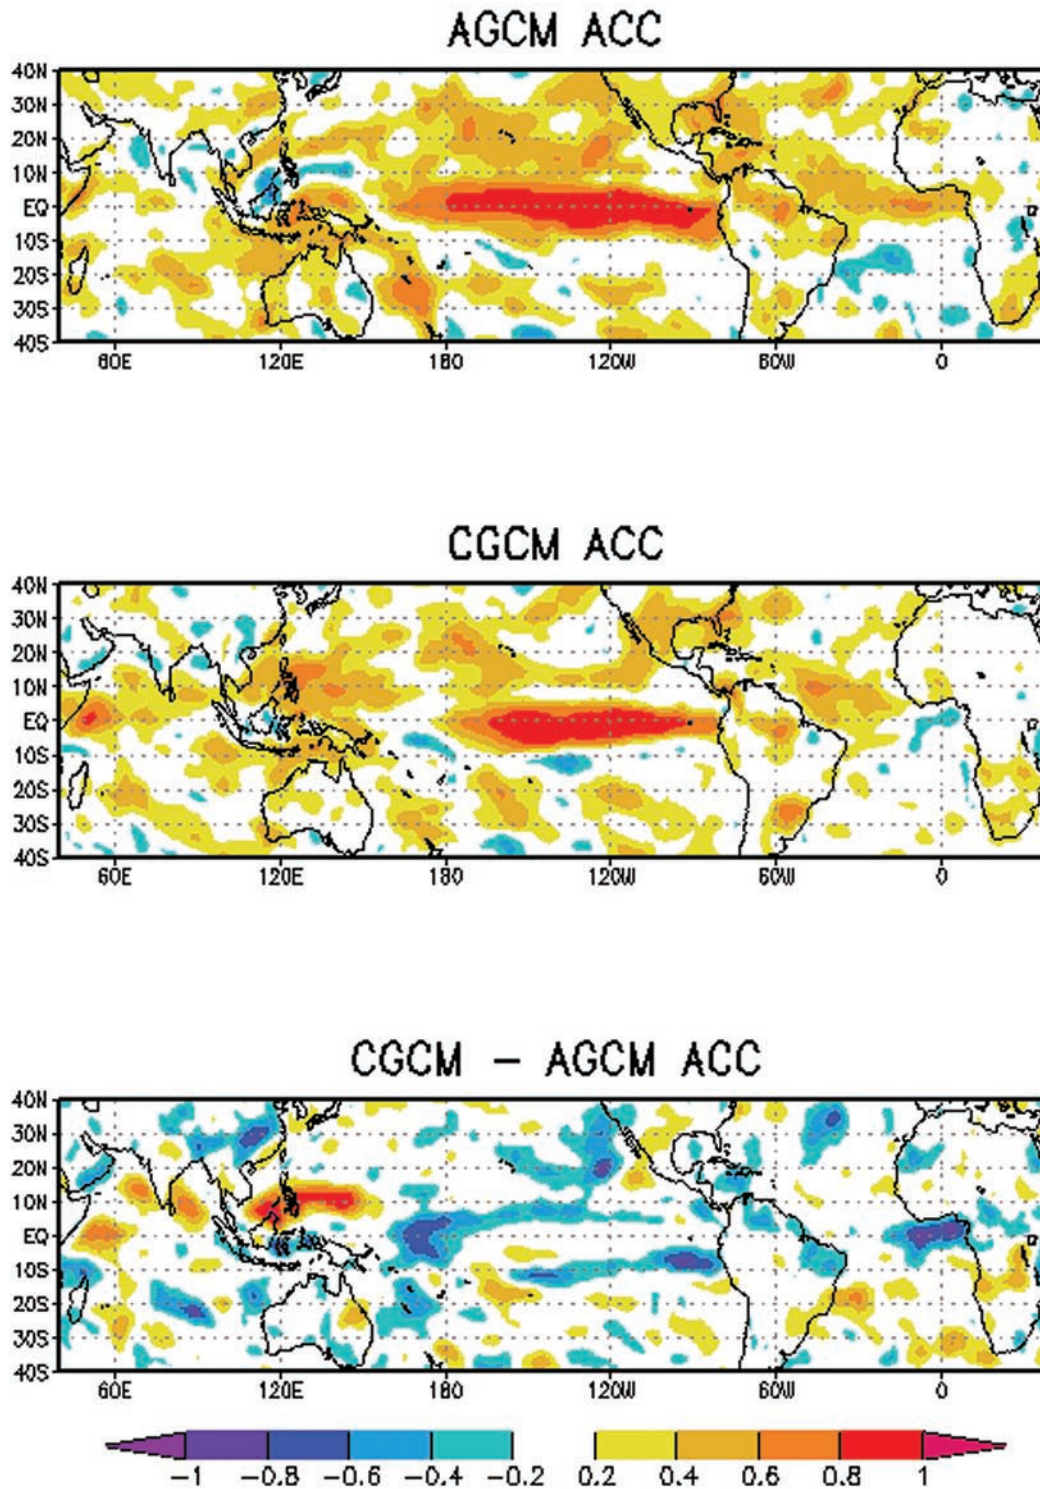 AGCM ACC
40N
30N
20N
10N
EQ
10S
20S
30S
40S
60E 120E 180 120W 60W 0
CGCM ACC
40N
30N
20N
10N
EQ
10S
20S
30S
40S
60E 120E 180 120W 60W 0
CGCM - AGCM ACC
40N
30N
20N
10N
EQ
10S
20S
30S
40S
60E 120E 180 120W 60W 0
-1 -0.8 -0.6 -0.4 -0.2 0.2 0.4 0.6 0.8 1